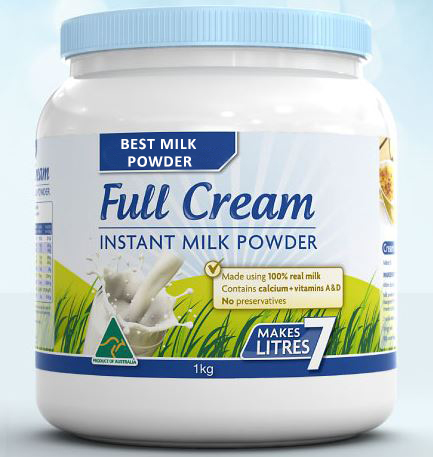 BEST MILK
POWDER
Full Cream
INSTANT MILK POWDER
Made using 100% real milk
Contains calcium + vitamins A&D
No preservatives
MAKES
LITRES 7
PRODUCT OF AUSTRALIA
1kg